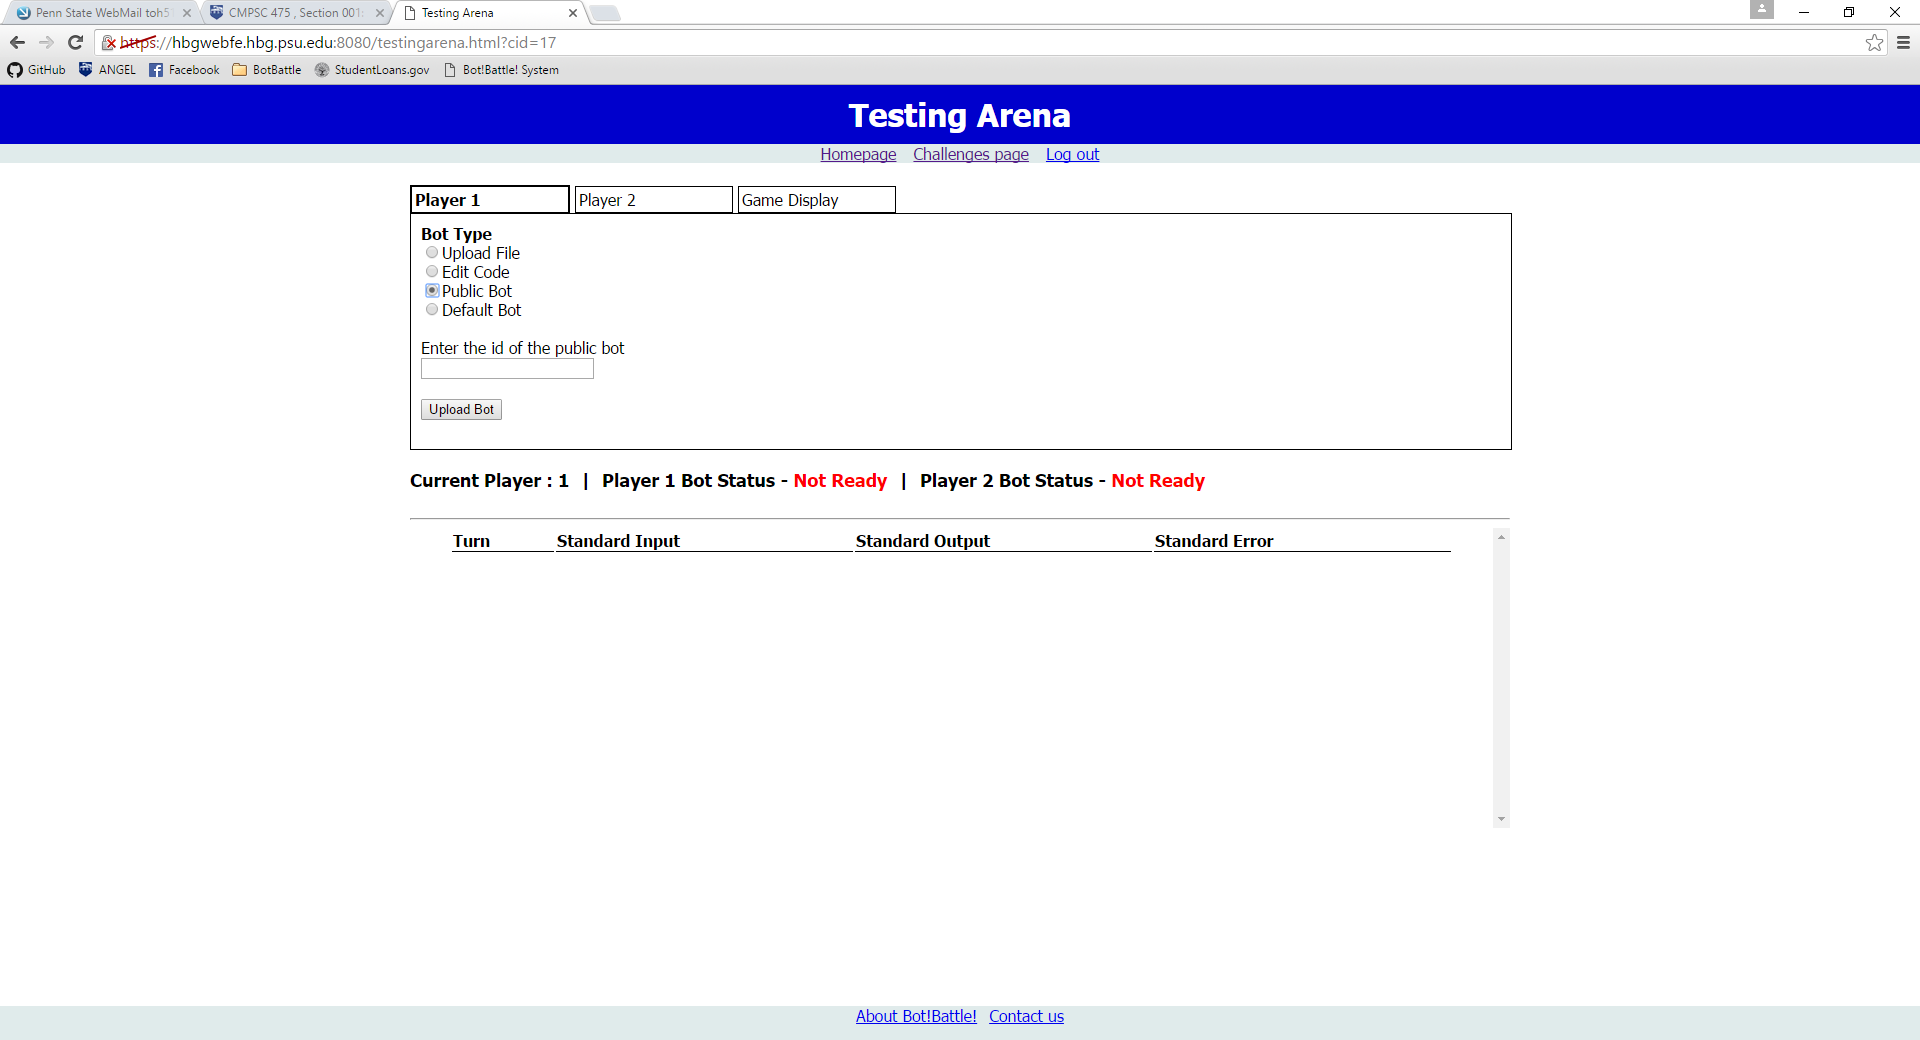 Penn State WebMail toh5
CMPSC 475 , Section 001:
Testing Arena
https://hbgwebfe.hbg.psu.edu:8080/testingarena.html?cid=17
GitHub ANGEL Facebook BotBattle StudentLoans.gov Bot!Battle! System
Testing Arena
Homepage Challenges page Log out
Player 1 Player 2 Game Display
Bot Type
Upload File
Edit Code
Public Bot
Default Bot
Enter the id of the public bot
Upload Bot
Current Player : 1 | Player 1 Bot Status - Not Ready | Player 2 Bot Status - Not Ready
Turn Standard Input Standard Output Standard Error
About Bot!Battle! Contact us